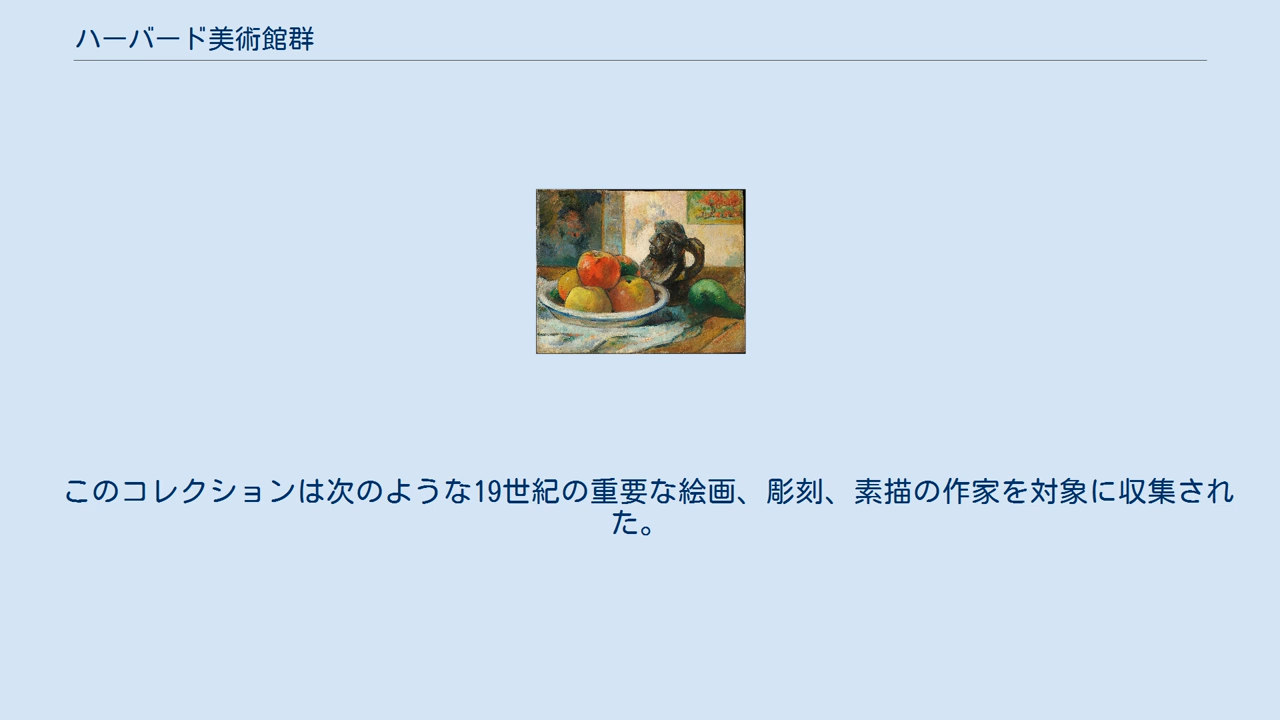 ハーバード美術館群
このコレクションは次のような19世紀の重要な絵画、彫刻、素描の作家を対象に収集され
た。